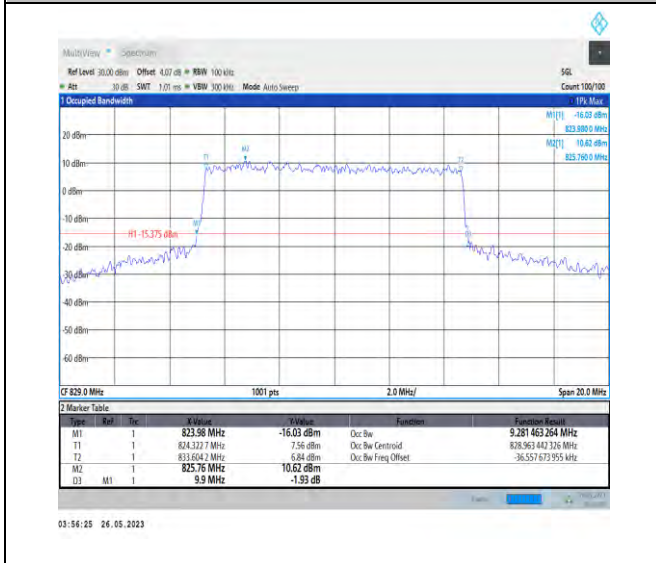 MultiView Spectrum
Ref Level 30.00 dBm Offset 4.07 dB RBW 100 kHz SGL
Att 30 dB SWT 1.01 ms VBW 300 kHz Mode Auto Sweep Count 100/100
1 Occupied Bandwidth 1Pk Max
M1[1] -16.03 dBm
823.9800 MHz
M2[1] 10.62 dBm
825.7600 MHz
20 dBm
10 dBm
0 dBm
-10 dBm
H1 -15.375 dBm
-20 dBm
-30 dBm
-40 dBm
-50 dBm
-60 dBm
T1
M2
T2
M1
D3
CF 829.0 MHz 1001 pts 2.0 MHz/ Span 20.0 MHz
2 Marker Table
Type Ref Trc X-Value Y-Value Function Function Result
M1 1 823.98 MHz -16.03 dBm Occ Bw 9.281 463 264 MHz
T1 1 824.322 7 MHz 7.56 dBm Occ Bw Centroid 828.963 442 326 MHz
T2 1 833.604 2 MHz 6.84 dBm Occ Bw Freq Offset -36.557 673 955 kHz
M2 1 825.76 MHz 10.62 dBm
D3 M1 1 9.9 MHz -1.93 dB
03:56:25 26.05.2023